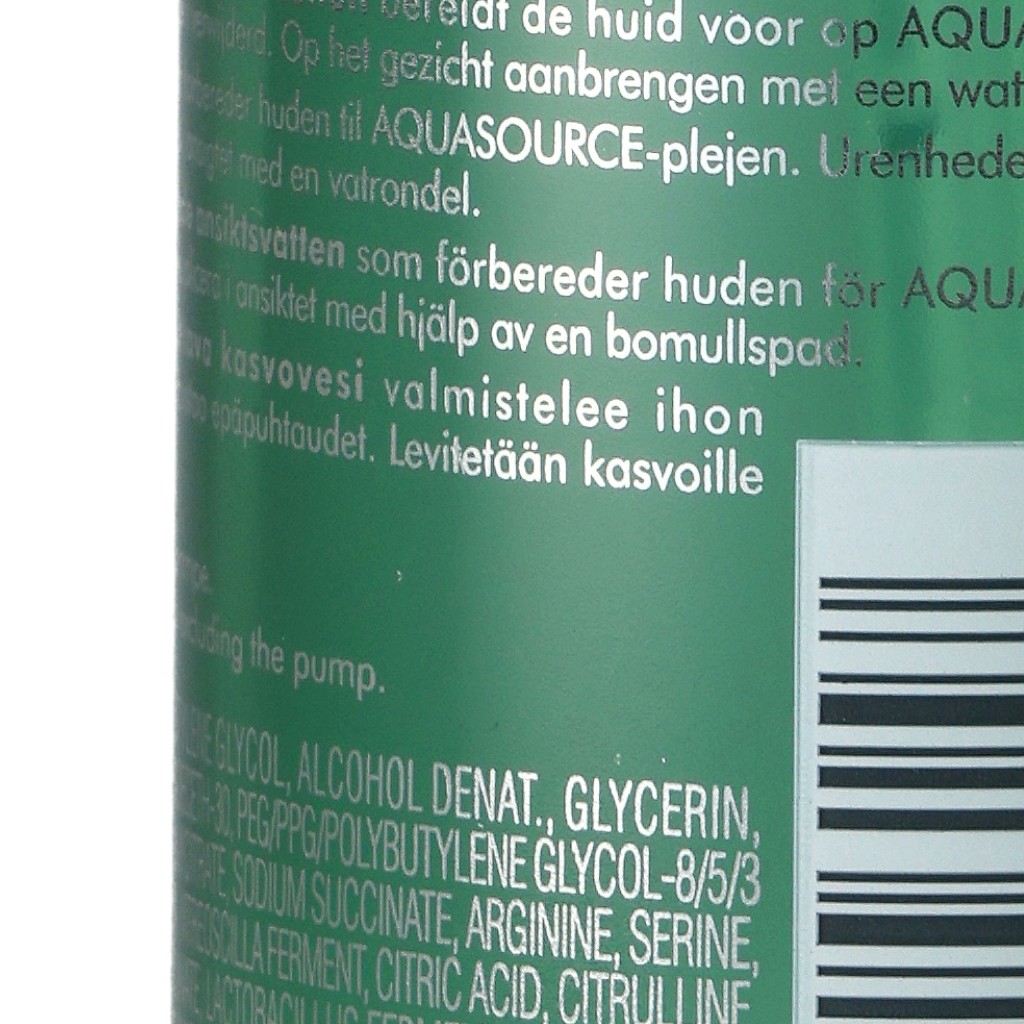 bereidt de huid voor op AQUA
Op het gezicht aanbrengen met een wat
huden til AQUASOURCE-plejen. Urenhede
med en vatrondel.
ansiktsvatten som förbereder huden för AQUA
i ansiktet med hjälp av en bomullspad.
kasvovesi valmistelee ihon
epäpuhtaudet. Levitetään kasvoille
the pump.
GLYCOL, ALCOHOL DENAT., GLYCERIN,
-30, PEG/PPG/POLYBUTYLENE GLYCOL-8/5/3
SODIUM SUCCINATE, ARGININE, SERINE,
FERMENT, CITRIC ACID, CITRULLINE
LACTOBACILLUS